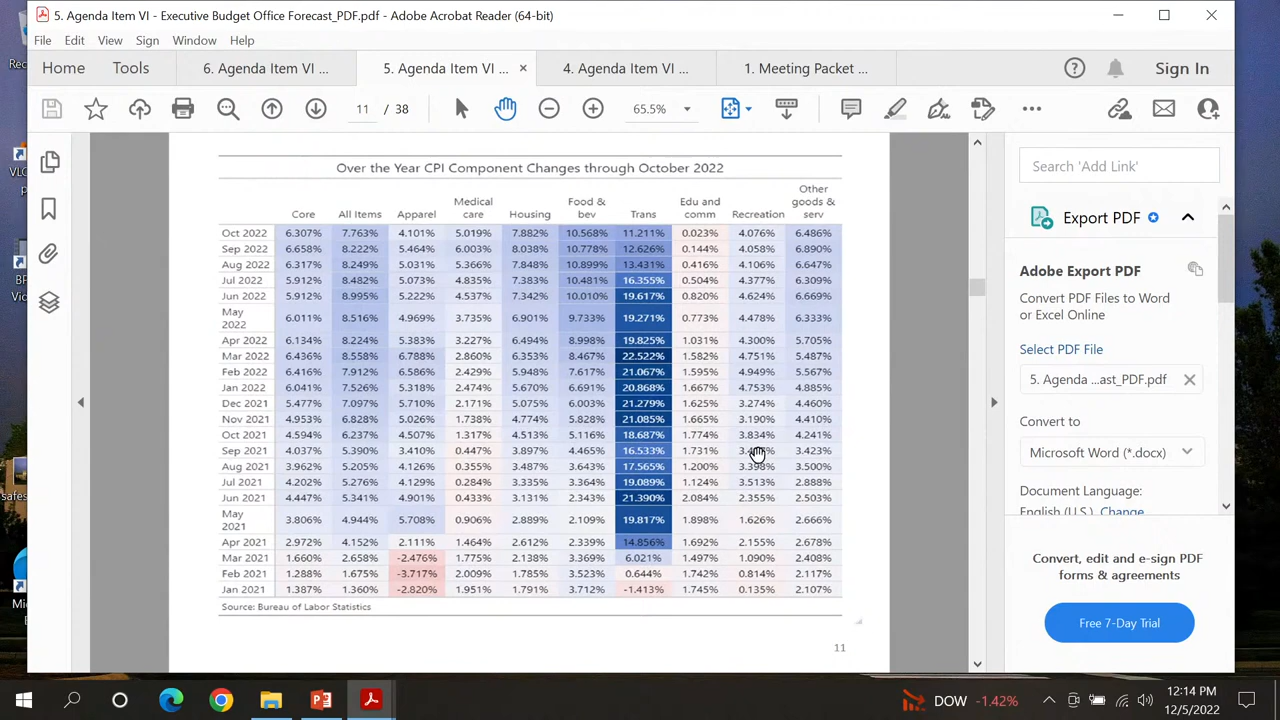 5. Agenda Item VI - Executive Budget Office Forecast_PDF.pdf - Adobe Acrobat Reader (64-bit)
File Edit View Sign Window Help
Home Tools 6. Agenda Item VI ... 5. Agenda Item VI ... × 4. Agenda Item VI ... 1. Meeting Packet ... Sign In
11 / 38 65.5%
Over the Year CPI Component Changes through October 2022
Core All Items Apparel Medical care Housing Food & bev Trans Edu and comm Recreation Other goods & serv
Oct 2022 6.307% 7.763% 4.101% 5.019% 7.882% 10.568% 11.211% 0.023% 4.076% 6.486%
Sep 2022 6.658% 8.222% 5.464% 6.003% 8.038% 10.778% 12.626% 0.144% 4.058% 6.890%
Aug 2022 6.317% 8.249% 5.031% 5.366% 7.848% 10.899% 13.431% 0.416% 4.106% 6.647%
Jul 2022 5.912% 8.482% 5.073% 4.835% 7.383% 10.481% 16.355% 0.504% 4.377% 6.309%
Jun 2022 5.912% 8.995% 5.222% 4.537% 7.342% 10.010% 19.617% 0.820% 4.624% 6.669%
May 2022 6.011% 8.516% 4.969% 3.735% 6.901% 9.733% 19.271% 0.773% 4.478% 6.333%
Apr 2022 6.134% 8.224% 5.383% 3.227% 6.494% 8.998% 19.825% 1.031% 4.300% 5.705%
Mar 2022 6.436% 8.558% 6.788% 2.860% 6.353% 8.467% 22.522% 1.582% 4.751% 5.487%
Feb 2022 6.416% 7.912% 6.586% 2.429% 5.948% 7.617% 21.067% 1.595% 4.949% 5.567%
Jan 2022 6.041% 7.526% 5.318% 2.474% 5.670% 6.691% 20.868% 1.667% 4.753% 4.885%
Dec 2021 5.477% 7.097% 5.710% 2.171% 5.075% 6.003% 21.279% 1.625% 3.274% 4.460%
Nov 2021 4.953% 6.828% 5.026% 1.738% 4.774% 5.828% 21.085% 1.665% 3.190% 4.410%
Oct 2021 4.594% 6.237% 4.507% 1.317% 4.513% 5.116% 18.687% 1.774% 3.834% 4.241%
Sep 2021 4.037% 5.390% 3.410% 0.447% 3.897% 4.465% 16.533% 1.731% 3.423%
Aug 2021 3.962% 5.205% 4.126% 0.355% 3.487% 3.643% 17.565% 1.200% 3.398% 3.500%
Jul 2021 4.202% 5.276% 4.129% 0.284% 3.335% 3.364% 19.089% 1.124% 3.513% 2.888%
Jun 2021 4.447% 5.341% 4.901% 0.433% 3.131% 2.343% 21.390% 2.084% 2.355% 2.503%
May 2021 3.806% 4.944% 5.708% 0.906% 2.889% 2.109% 19.817% 1.898% 1.626% 2.666%
Apr 2021 2.972% 4.152% 2.111% 1.464% 2.612% 2.339% 14.856% 1.692% 2.155% 2.678%
Mar 2021 1.660% 2.658% -2.476% 1.775% 2.138% 3.369% 6.021% 1.497% 1.090% 2.408%
Feb 2021 1.288% 1.675% -3.717% 2.009% 1.785% 3.523% 0.644% 1.742% 0.814% 2.117%
Jan 2021 1.387% 1.360% -2.820% 1.951% 1.791% 3.712% -1.413% 1.745% 0.135% 2.107%
Source: Bureau of Labor Statistics
11
Search 'Add Link'
Export PDF
Adobe Export PDF
Convert PDF Files to Word
or Excel Online
Select PDF File
5. Agenda ...ast_PDF.pdf
Convert to
Microsoft Word (*.docx)
Document Language:
English (U.S.) Change
Convert, edit and e-sign PDF
forms & agreements
Free 7-Day Trial
DOW -1.42%
12:14 PM
12/5/2022